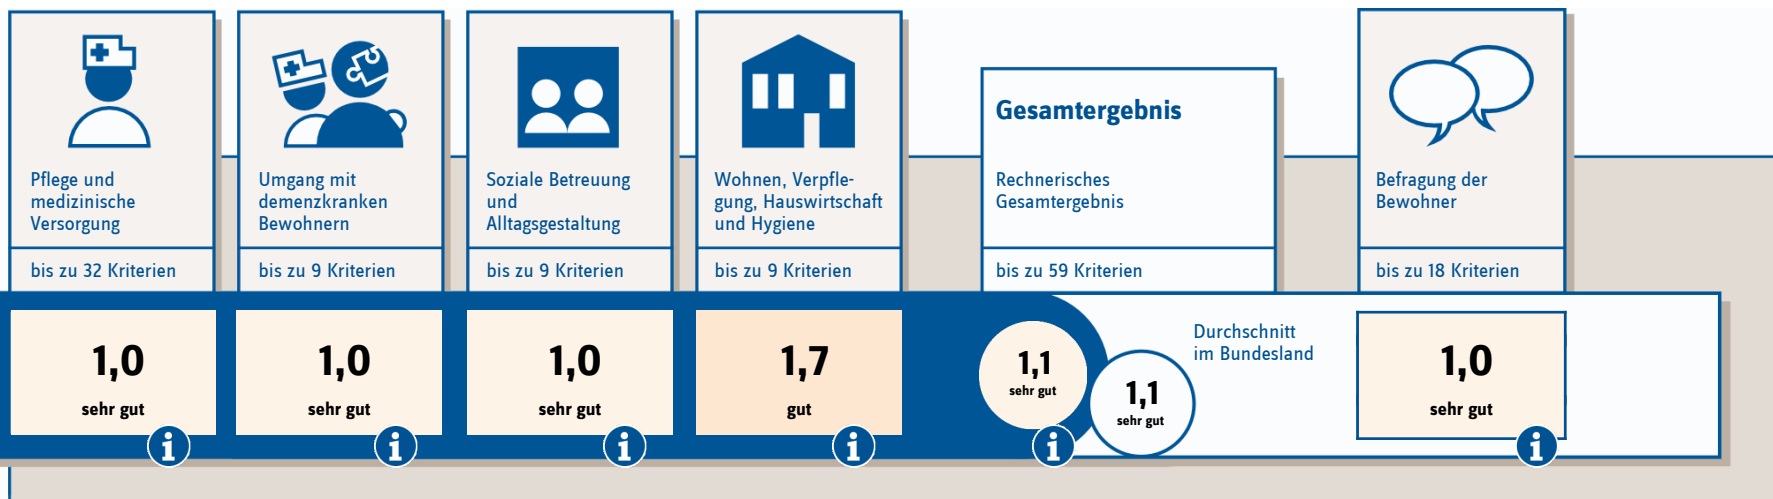 Pflege und
medizinische
Versorgung
bis zu 32 Kriterien
1,0
sehr gut
i
Umgang mit
demenzkranken
Bewohnern
bis zu 9 Kriterien
1,0
sehr gut
i
Soziale Betreuung
und
Alltagsgestaltung
bis zu 9 Kriterien
1,0
sehr gut
i
Wohnen, Verpfle-
gung, Hauswirtschaft
und Hygiene
bis zu 9 Kriterien
1,7
gut
i
Gesamtergebnis
Rechnerisches
Gesamtergebnis
bis zu 59 Kriterien
1,1
sehr gut
i
1,1
sehr gut
Durchschnitt
im Bundesland
Befragung der
Bewohner
bis zu 18 Kriterien
1,0
sehr gut
i